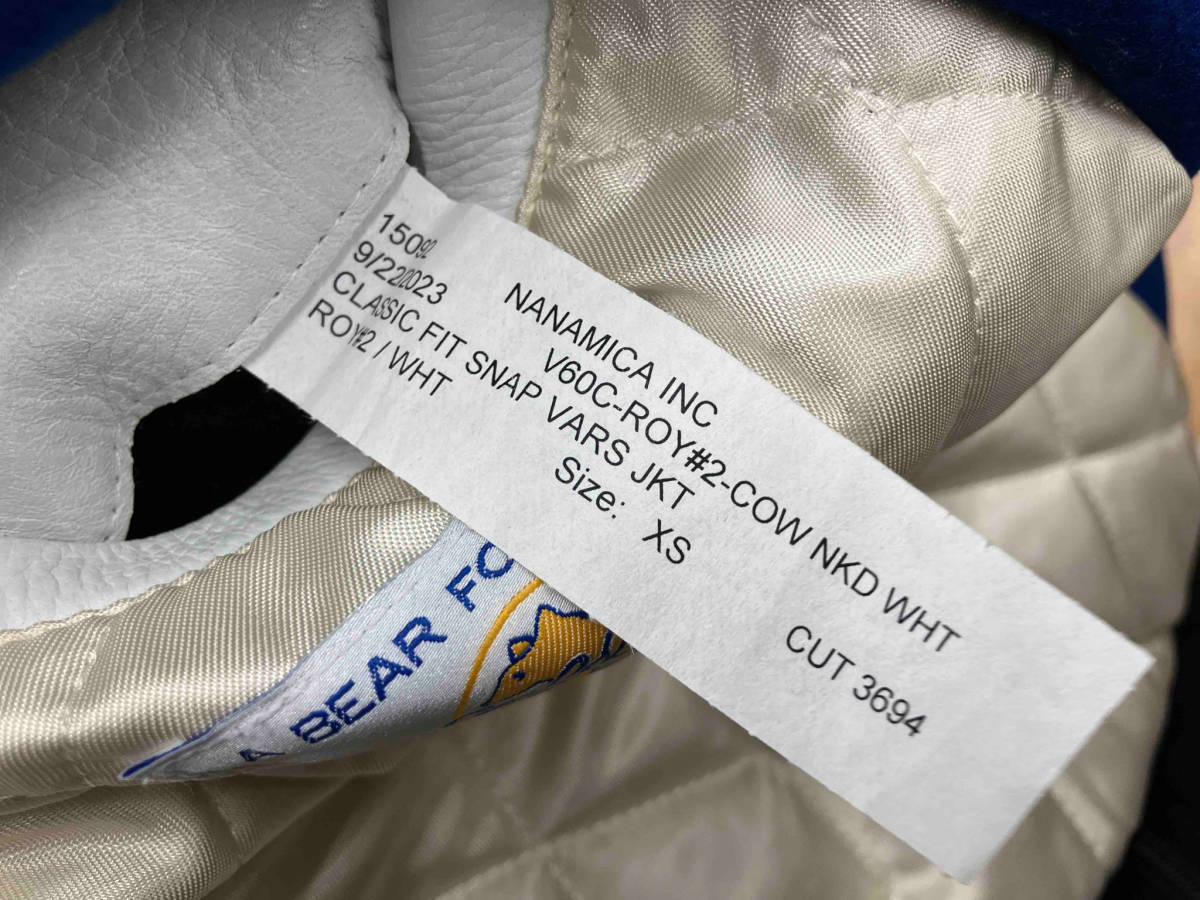 15092
9/22/2023
NANAMICA INC
V60C-ROY#2-COW NKD WHT
CLASSIC FIT SNAP VARS JKT
ROY#2 / WHT
Size: XS
CUT 3694
A BEAR FO